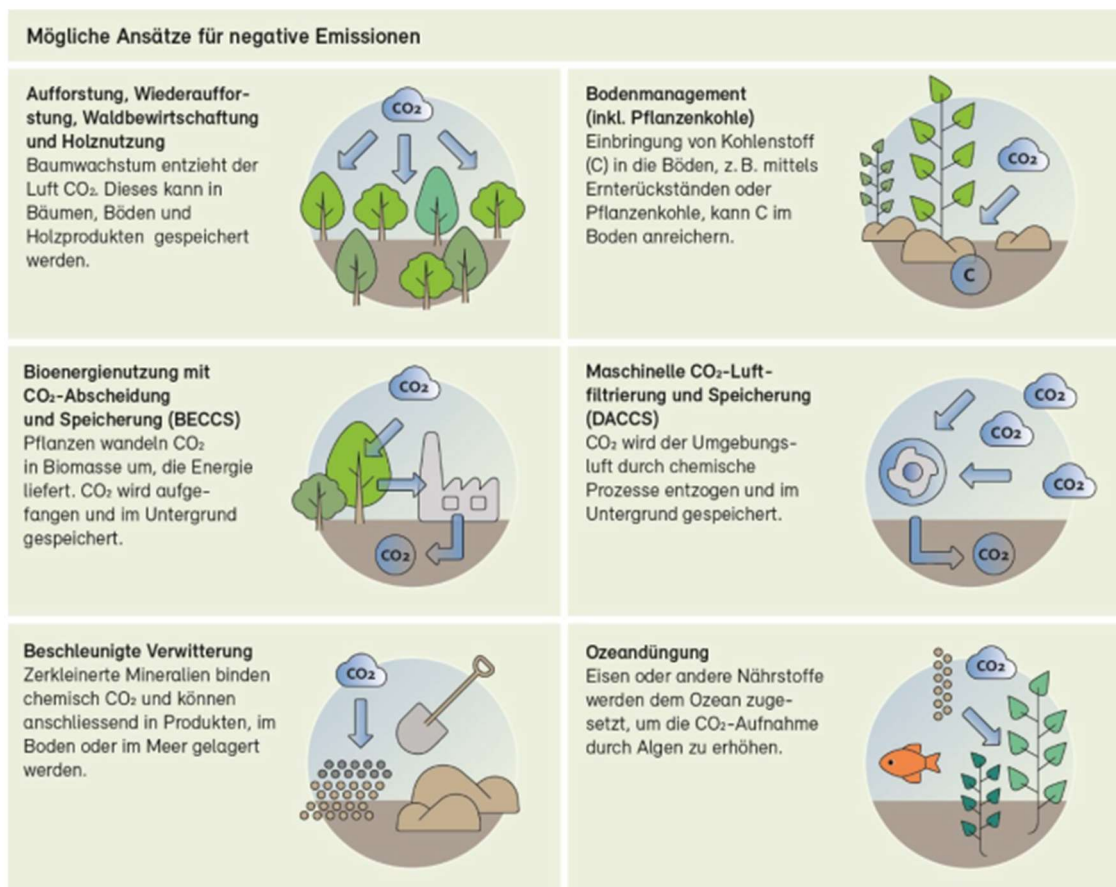 Mögliche Ansätze für negative Emissionen
Aufforstung, Wiederauffor-
stung, Waldbewirtschaftung
und Holznutzung
Baumwachstum entzieht der
Luft CO₂. Dieses kann in
Bäumen, Böden und
Holzprodukten gespeichert
werden.
CO₂
Bodenmanagement
(inkl. Pflanzenkohle)
Einbringung von Kohlenstoff
(C) in die Böden, z. B. mittels
Ernterückständen oder
Pflanzenkohle, kann C im
Boden anreichern.
CO₂
C
Bioenergienutzung mit
CO₂-Abscheidung
und Speicherung (BECCS)
Pflanzen wandeln CO₂
in Biomasse um, die Energie
liefert. CO₂ wird aufge-
fangen und im Untergrund
gespeichert.
CO₂
CO₂
Maschinelle CO₂-Luft-
filtrierung und Speicherung
(DACCS)
CO₂ wird der Umgebungs-
luft durch chemische
Prozesse entzogen und im
Untergrund gespeichert.
CO₂
CO₂
CO₂
CO₂
Beschleunigte Verwitterung
Zerkleinerte Mineralien binden
chemisch CO₂ und können
anschliessend in Produkten, im
Boden oder im Meer gelagert
werden.
CO₂
Ozeandüngung
Eisen oder andere Nährstoffe
werden dem Ozean zuge-
setzt, um die CO₂-Aufnahme
durch Algen zu erhöhen.
CO₂